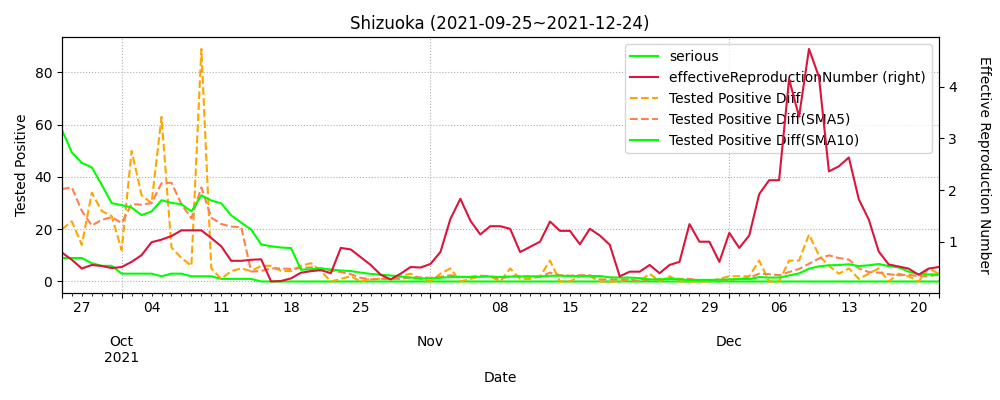 Shizuoka (2021-09-25~2021-12-24)
serious
effectiveReproductionNumber (right)
Tested Positive Diff
Tested Positive Diff(SMA5)
Tested Positive Diff(SMA10)
Tested Positive
80
60
40
20
0
Effective Reproduction Number
4
3
2
1
27 04 11 18 25 08 15 22 29 06 13
Oct Nov Dec
2021
Date